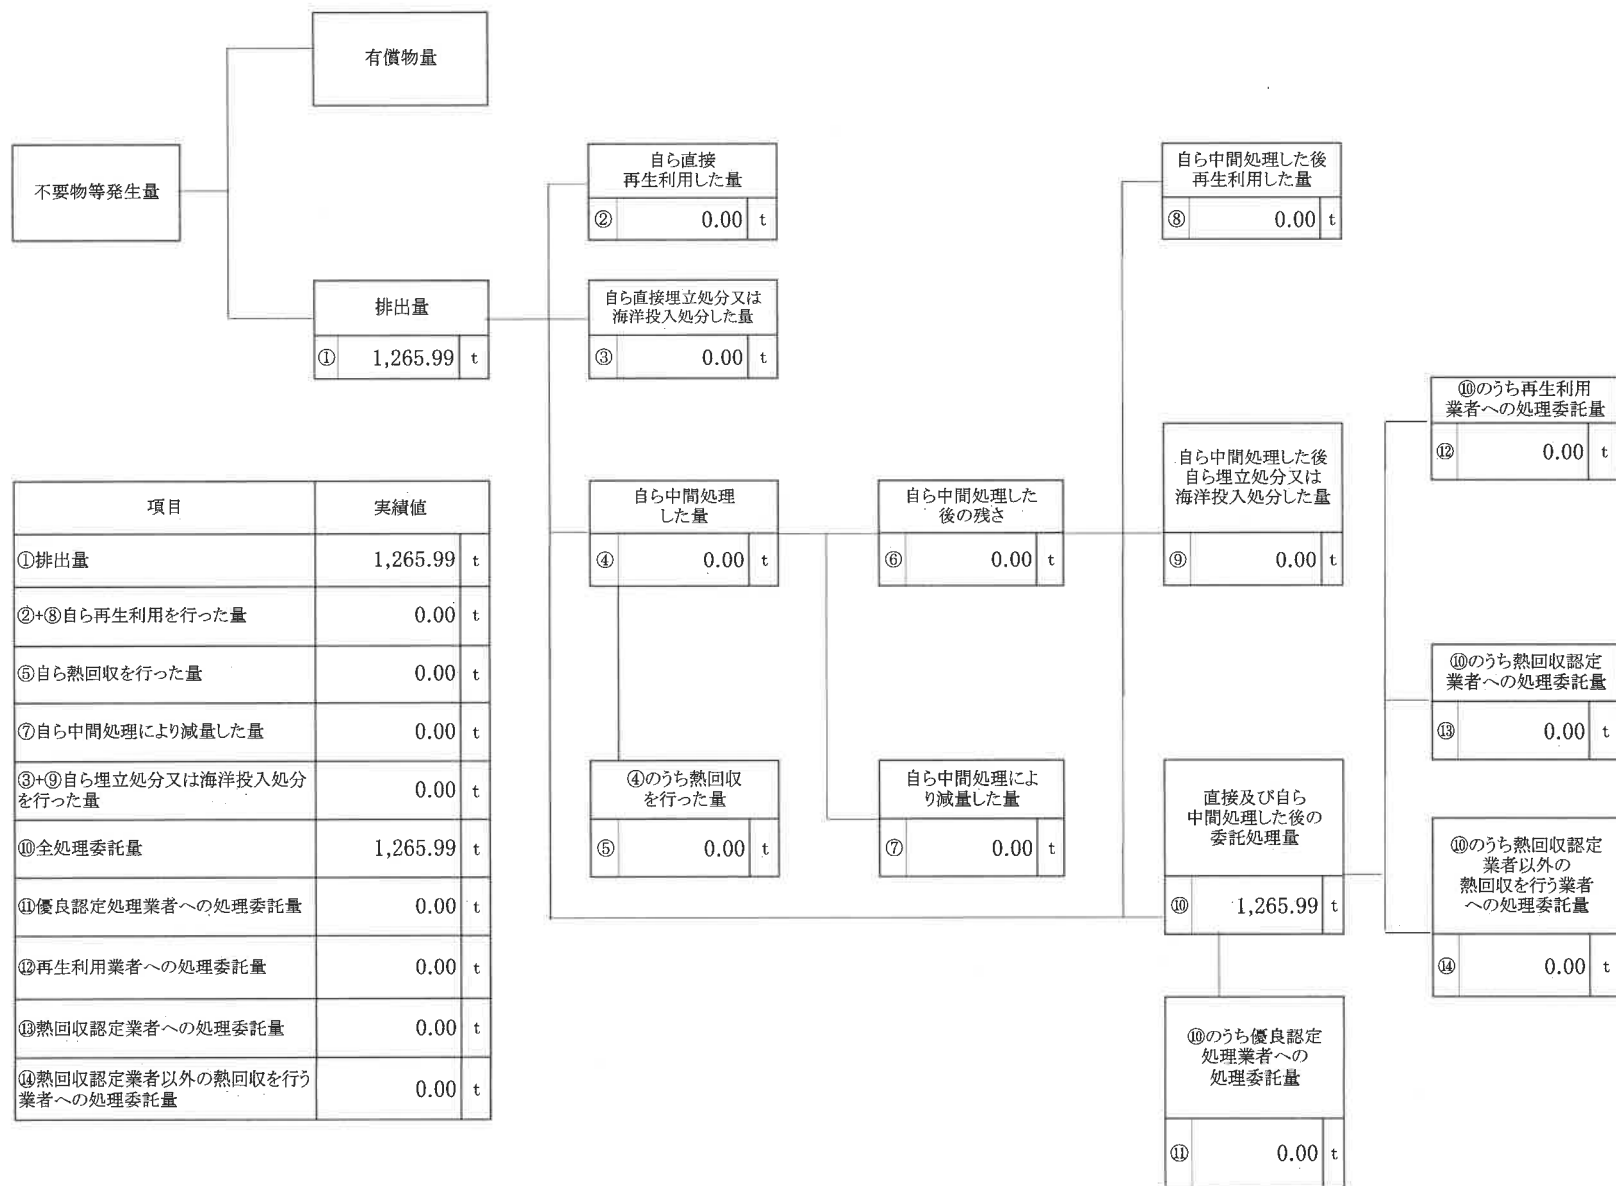 有償物量
不要物等発生量
排出量
① 1,265.99 t
自ら直接
再生利用した量
② 0.00 t
自ら直接埋立処分又は
海洋投入処分した量
③ 0.00 t
自ら中間処理
した量
④ 0.00 t
④のうち熱回収
を行った量
⑤ 0.00 t
自ら中間処理した
後の残さ
⑥ 0.00 t
自ら中間処理によ
り減量した量
⑦ 0.00 t
自ら中間処理した後
再生利用した量
⑧ 0.00 t
自ら中間処理した後
自ら埋立処分又は
海洋投入処分した量
⑨ 0.00 t
直接及び自ら
中間処理した後の
委託処理量
⑩ 1,265.99 t
⑩のうち優良認定
処理業者への
処理委託量
⑪ 0.00 t
⑩のうち再生利用
業者への処理委託量
⑫ 0.00 t
⑩のうち熱回収認定
業者への処理委託量
⑬ 0.00 t
⑩のうち熱回収認定
業者以外の
熱回収を行う業者
への処理委託量
⑭ 0.00 t
項目 実績値
①排出量 1,265.99 t
②+⑧自ら再生利用を行った量 0.00 t
⑤自ら熱回収を行った量 0.00 t
⑦自ら中間処理により減量した量 0.00 t
③+⑨自ら埋立処分又は海洋投入処分
を行った量 0.00 t
⑩全処理委託量 1,265.99 t
⑪優良認定処理業者への処理委託量 0.00 t
⑫再生利用業者への処理委託量 0.00 t
⑬熱回収認定業者への処理委託量 0.00 t
⑭熱回収認定業者以外の熱回収を行う
業者への処理委託量 0.00 t